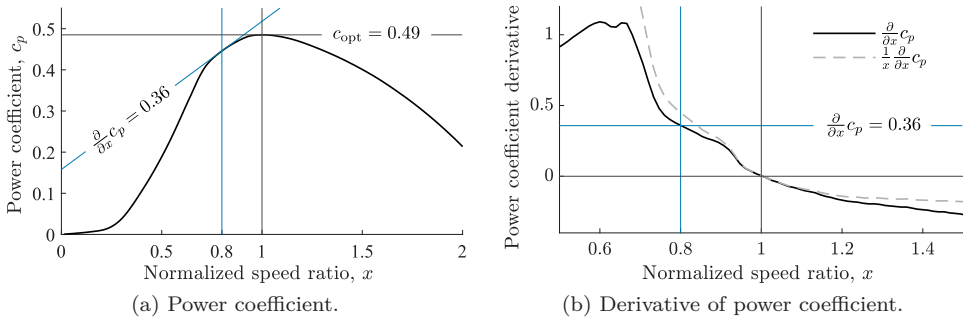 Power coefficient, c_p
0.5
0.4
0.3
0.2
0.1
0
c_opt = 0.49
∂/∂x c_p = 0.36
0 0.5 0.8 1 1.5 2
Normalized speed ratio, x
(a) Power coefficient.
Power coefficient derivative
1
0.5
0
∂/∂x c_p
1/x ∂/∂x c_p
∂/∂x c_p = 0.36
0.6 0.8 1 1.2 1.4
Normalized speed ratio, x
(b) Derivative of power coefficient.